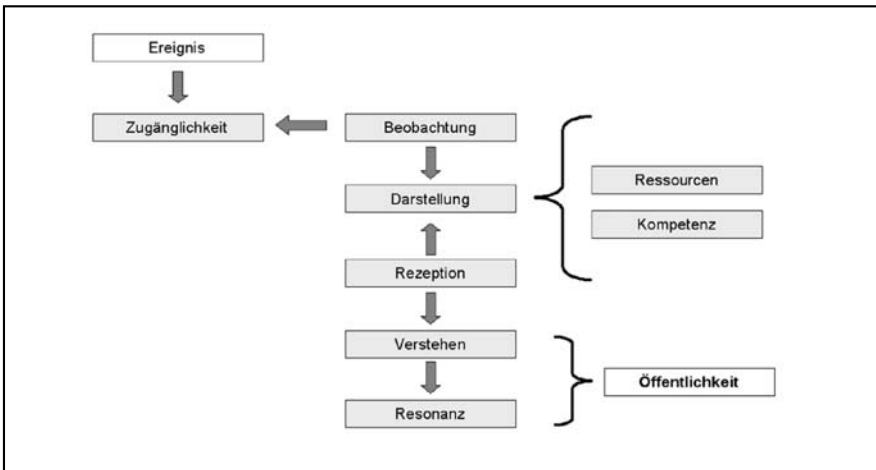 Ereignis
Zugänglichkeit
Beobachtung
Darstellung
Rezeption
Verstehen
Resonanz
Ressourcen
Kompetenz
Öffentlichkeit